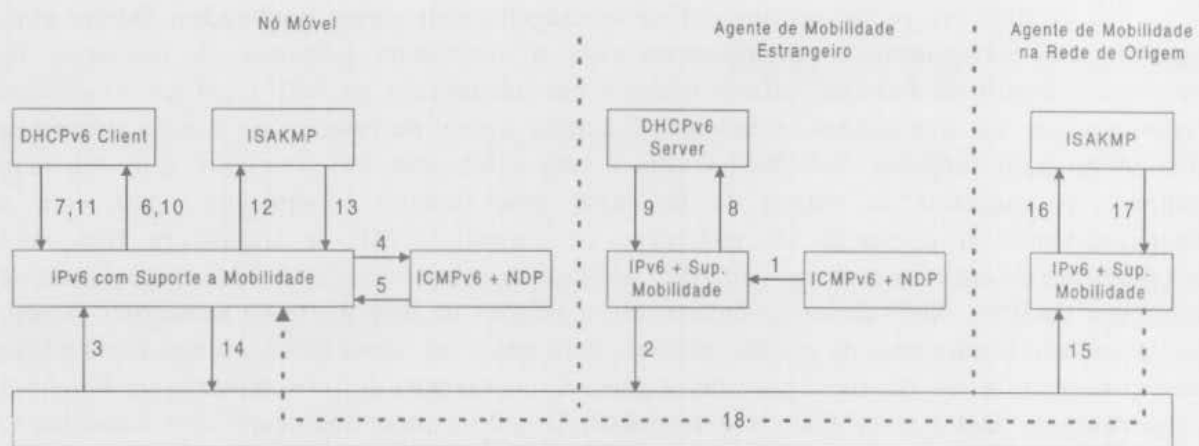 Nó Móvel
Agente de Mobilidade
Estrangeiro
Agente de Mobilidade
na Rede de Origem
DHCPv6 Client
ISAKMP
DHCPv6
Server
ISAKMP
7,11
6,10
12
13
9
8
16
17
4
5
1
IPv6 com Suporte a Mobilidade
ICMPv6 + NDP
IPv6 + Sup.
Mobilidade
ICMPv6 + NDP
IPv6 + Sup.
Mobilidade
3
14
2
15
18